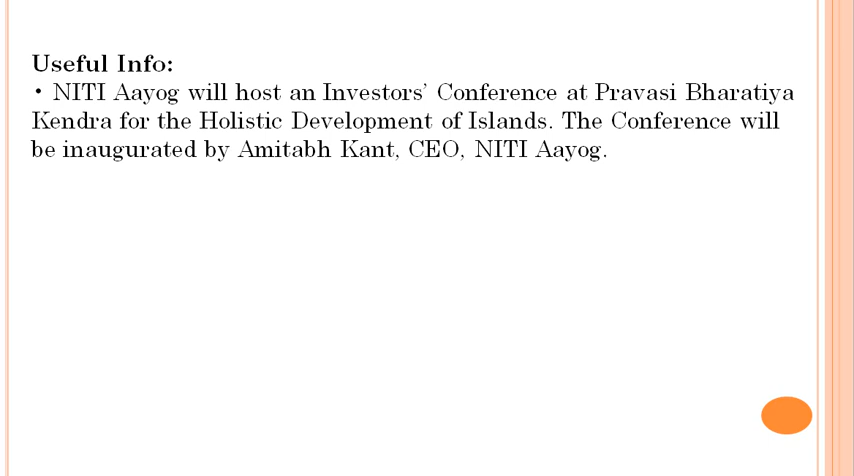 Useful Info:
• NITI Aayog will host an Investors’ Conference at Pravasi Bharatiya
Kendra for the Holistic Development of Islands. The Conference will
be inaugurated by Amitabh Kant, CEO, NITI Aayog.